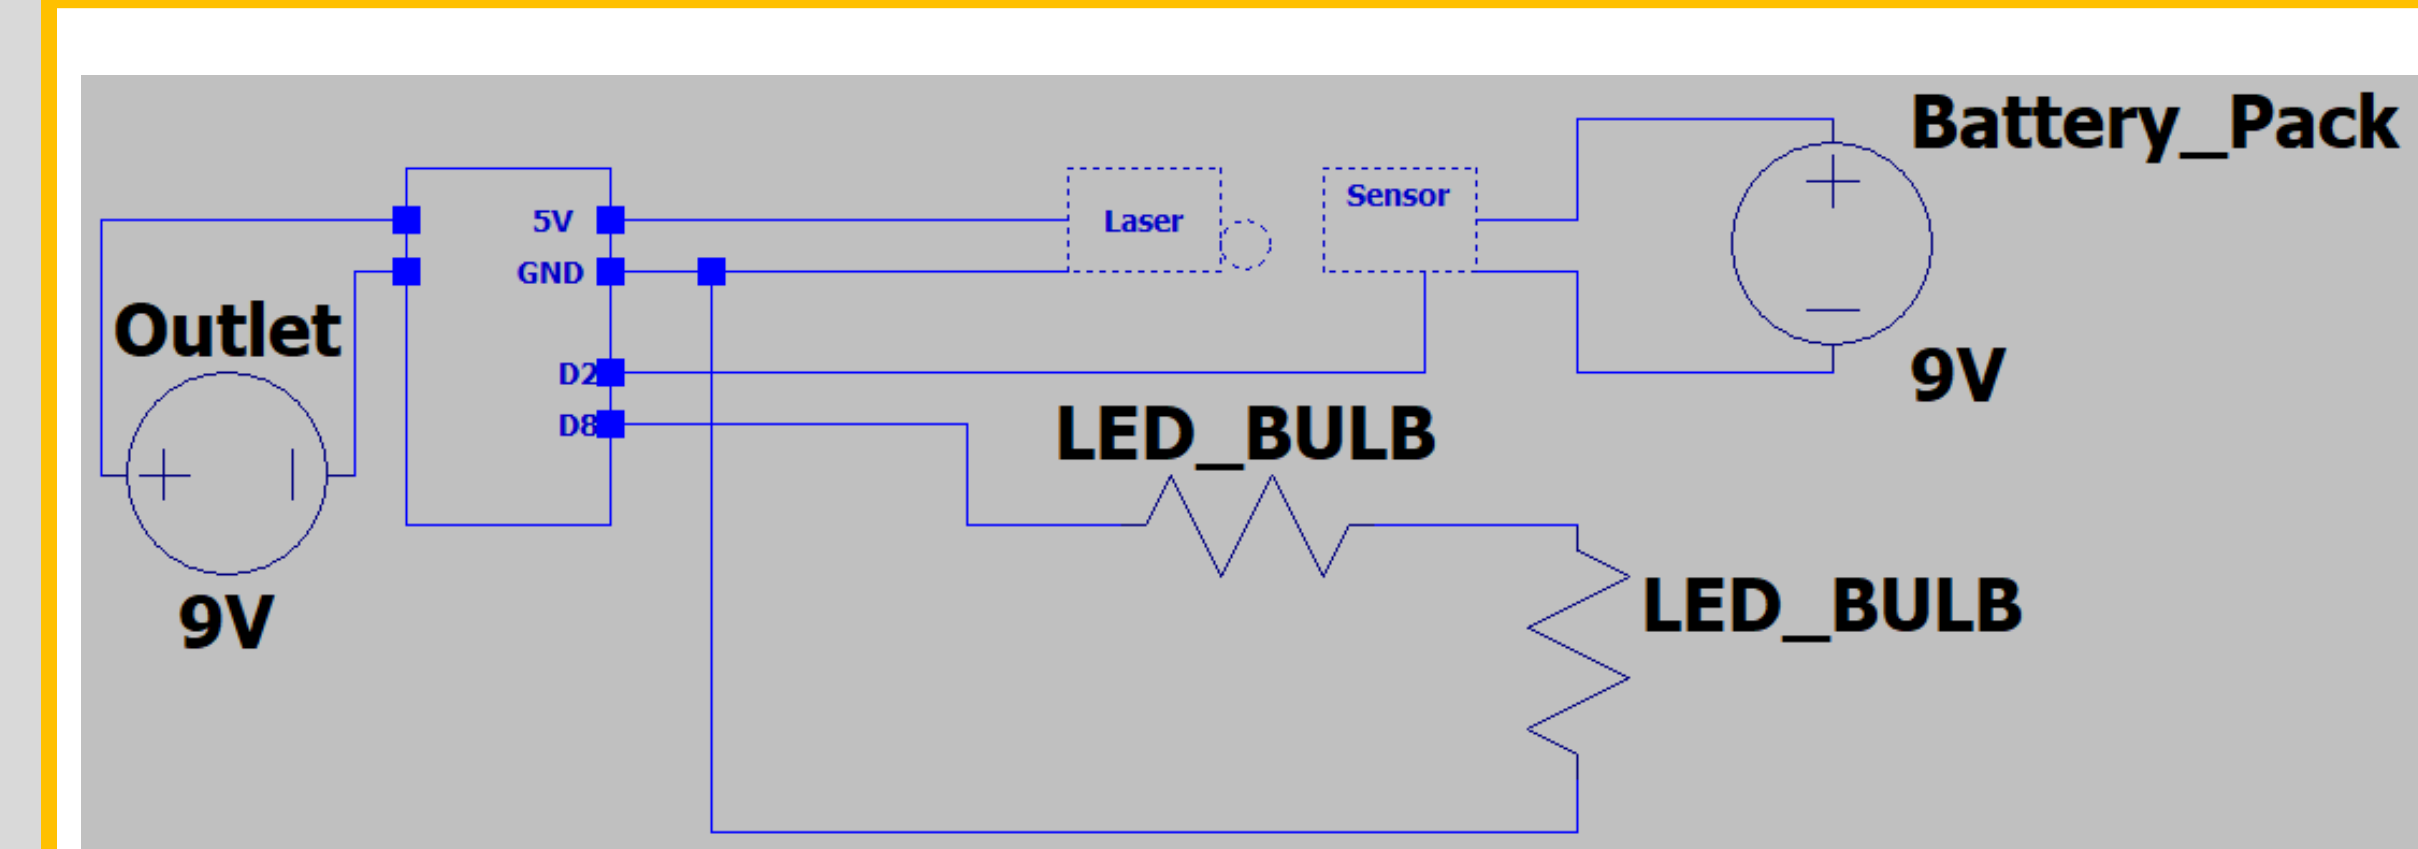 Battery_Pack
Sensor
5V
Laser
GND
Outlet
D2
9V
D8
LED_BULB
LED_BULB
9V